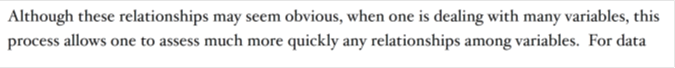 Although these relationships may seem obvious, when one is dealing with many variables, this
process allows one to assess much more quickly any relationships among variables.  For data